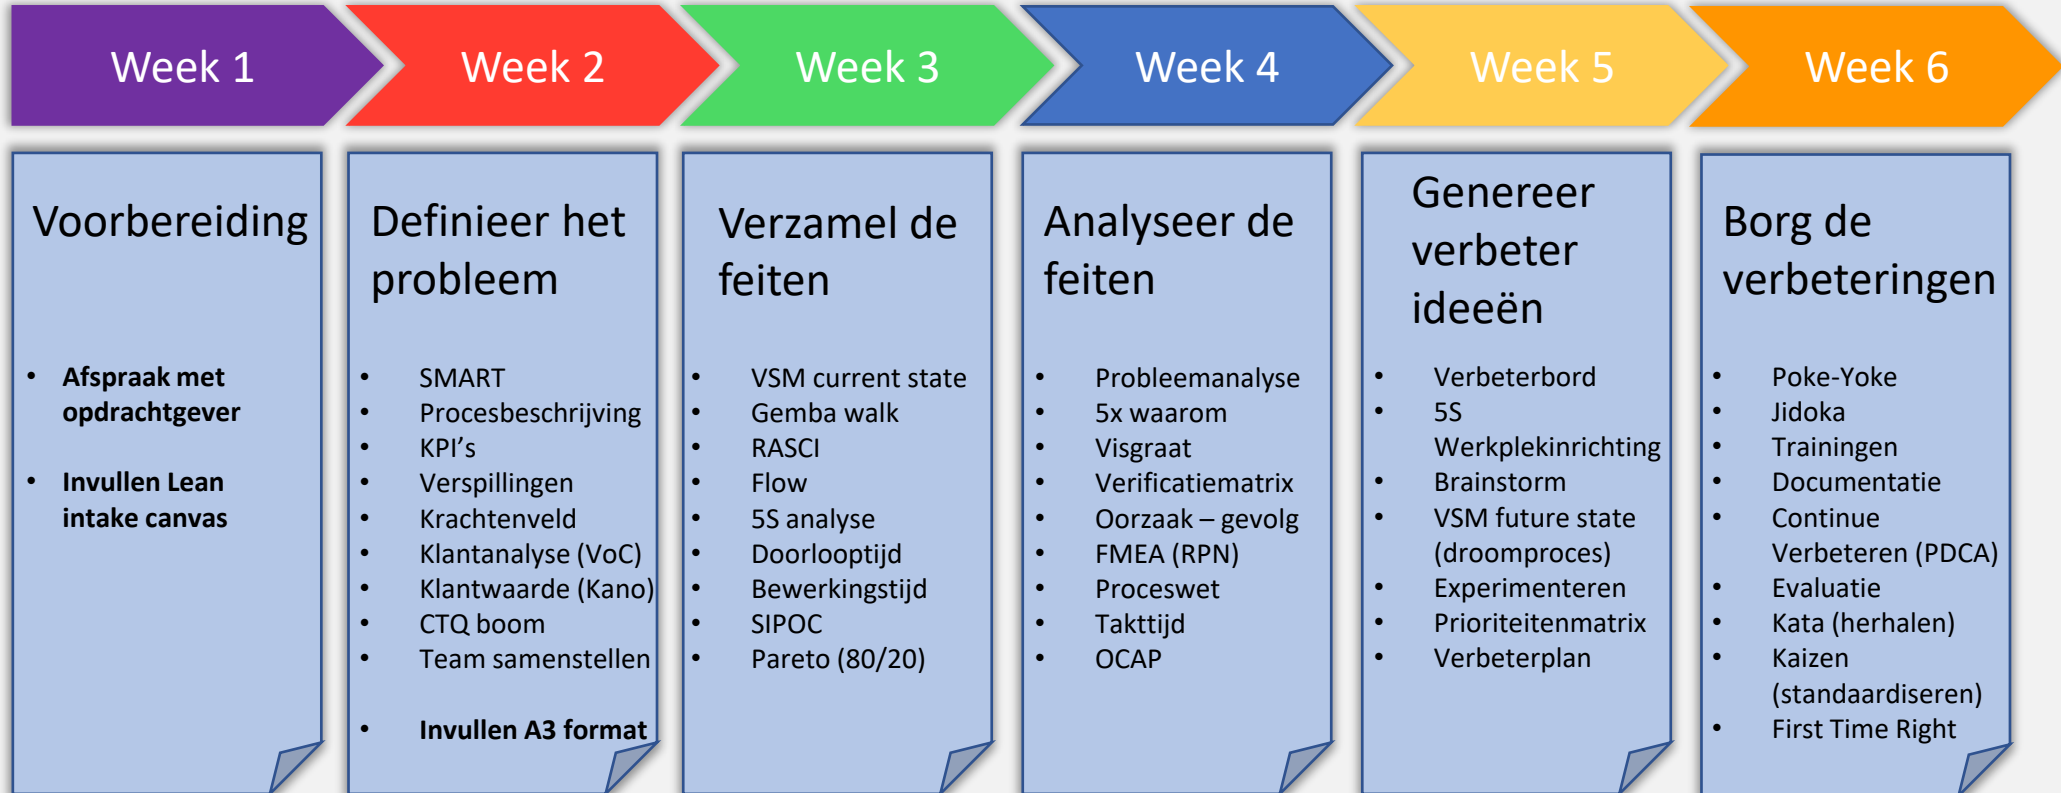 Week 1
Week 2
Week 3
Week 4
Week 5
Week 6
Voorbereiding
• Afspraak met
opdrachtgever
• Invullen Lean
intake canvas
Definieer het
probleem
• SMART
• Procesbeschrijving
• KPI’s
• Verspillingen
• Krachtenveld
• Klantanalyse (VoC)
• Klantwaarde (Kano)
• CTQ boom
• Team samenstellen
• Invullen A3 format
Verzamel de
feiten
• VSM current state
• Gemba walk
• RASCI
• Flow
• 5S analyse
• Doorlooptijd
• Bewerkingstijd
• SIPOC
• Pareto (80/20)
Analyseer de
feiten
• Probleemanalyse
• 5x waarom
• Visgraat
• Verificatiematrix
• Oorzaak – gevolg
• FMEA (RPN)
• Proceswet
• Takttijd
• OCAP
Genereer
verbeter
ideeën
• Verbeterbord
• 5S
Werkplekinrichting
• Brainstorm
• VSM future state
(droomproces)
• Experimenteren
• Prioriteitenmatrix
• Verbeterplan
Borg de
verbeteringen
• Poke-Yoke
• Jidoka
• Trainingen
• Documentatie
• Continue
Verbeteren (PDCA)
• Evaluatie
• Kata (herhalen)
• Kaizen
(standaardiseren)
• First Time Right